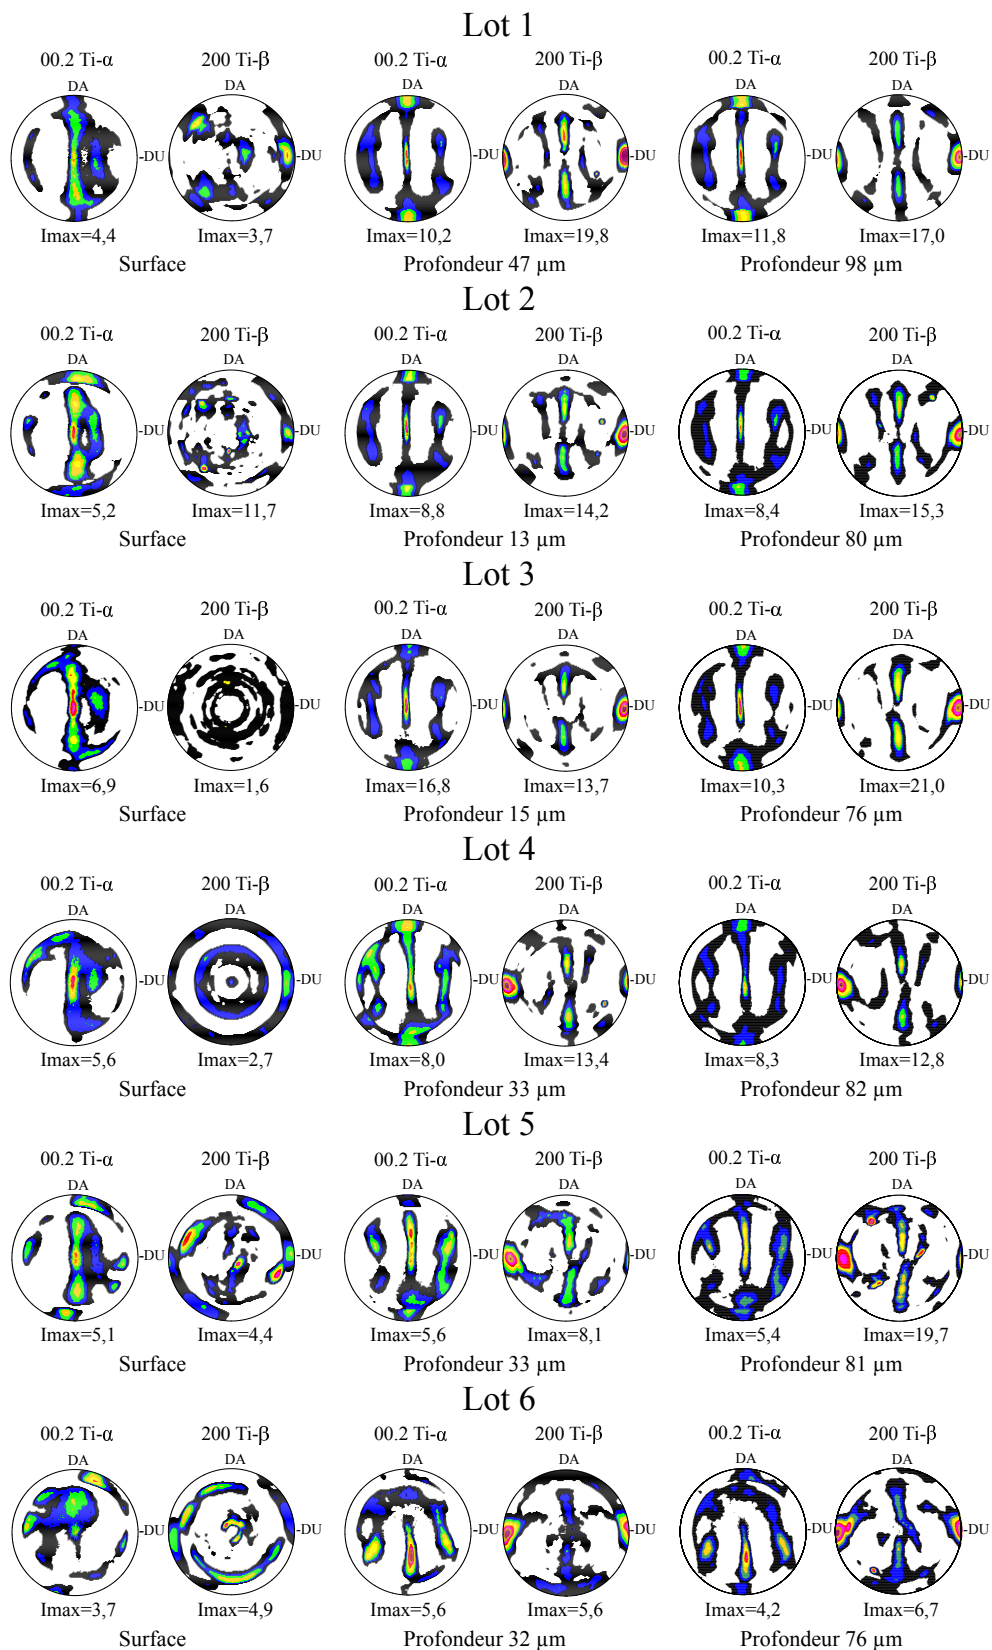 Lot 1
00.2 Ti-α 200 Ti-β 00.2 Ti-α 200 Ti-β 00.2 Ti-α 200 Ti-β
DA DA DA DA DA DA
-DU -DU -DU -DU -DU -DU
Imax=4,4 Imax=3,7 Imax=10,2 Imax=19,8 Imax=11,8 Imax=17,0
Surface Profondeur 47 µm Profondeur 98 µm
Lot 2
00.2 Ti-α 200 Ti-β 00.2 Ti-α 200 Ti-β 00.2 Ti-α 200 Ti-β
DA DA DA DA DA DA
-DU -DU -DU -DU -DU -DU
Imax=5,2 Imax=11,7 Imax=8,8 Imax=14,2 Imax=8,4 Imax=15,3
Surface Profondeur 13 µm Profondeur 80 µm
Lot 3
00.2 Ti-α 200 Ti-β 00.2 Ti-α 200 Ti-β 00.2 Ti-α 200 Ti-β
DA DA DA DA DA DA
-DU -DU -DU -DU -DU -DU
Imax=6,9 Imax=1,6 Imax=16,8 Imax=13,7 Imax=10,3 Imax=21,0
Surface Profondeur 15 µm Profondeur 76 µm
Lot 4
00.2 Ti-α 200 Ti-β 00.2 Ti-α 200 Ti-β 00.2 Ti-α 200 Ti-β
DA DA DA DA DA DA
-DU -DU -DU -DU -DU -DU
Imax=5,6 Imax=2,7 Imax=8,0 Imax=13,4 Imax=8,3 Imax=12,8
Surface Profondeur 33 µm Profondeur 82 µm
Lot 5
00.2 Ti-α 200 Ti-β 00.2 Ti-α 200 Ti-β 00.2 Ti-α 200 Ti-β
DA DA DA DA DA DA
-DU -DU -DU -DU -DU -DU
Imax=5,1 Imax=4,4 Imax=5,6 Imax=8,1 Imax=5,4 Imax=19,7
Surface Profondeur 33 µm Profondeur 81 µm
Lot 6
00.2 Ti-α 200 Ti-β 00.2 Ti-α 200 Ti-β 00.2 Ti-α 200 Ti-β
DA DA DA DA DA DA
-DU -DU -DU -DU -DU -DU
Imax=3,7 Imax=4,9 Imax=5,6 Imax=5,6 Imax=4,2 Imax=6,7
Surface Profondeur 32 µm Profondeur 76 µm